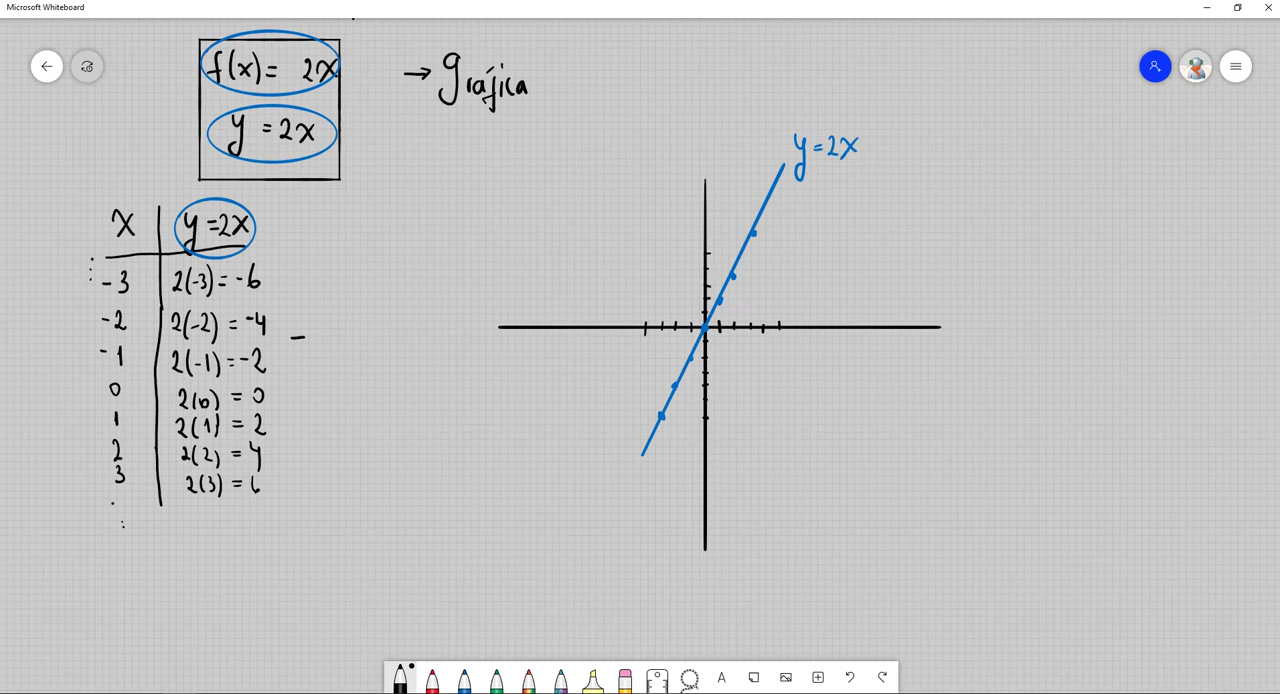 Microsoft Whiteboard
f(x) = 2x
→ gráfica
y = 2x
y = 2x
x | y = 2x
-3 | 2(-3) = -6
-2 | 2(-2) = -4
-1 | 2(-1) = -2
0 | 2(0) = 0
1 | 2(1) = 2
2 | 2(2) = 4
3 | 2(3) = 6
A